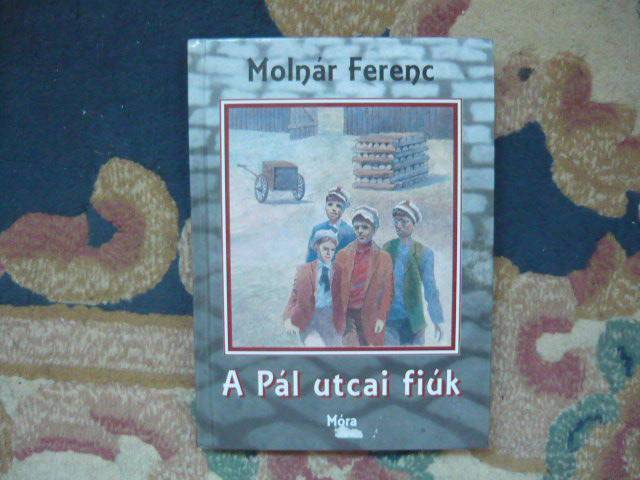 Molnár Ferenc
A Pál utcai fiúk
Móra